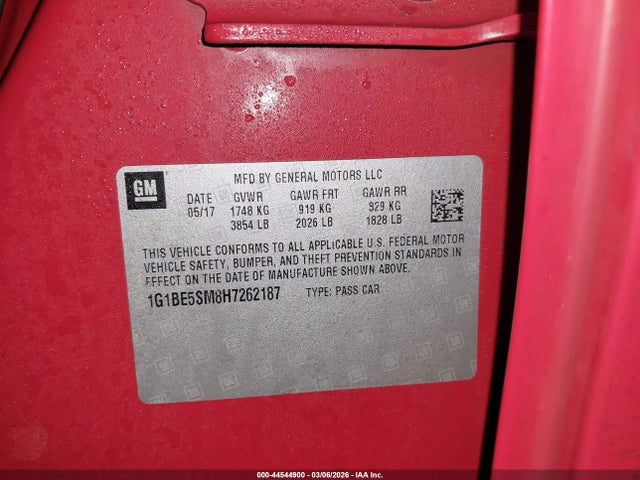 GM
MFD BY GENERAL MOTORS LLC
DATE GVWR GAWR FRT GAWR RR
05/17 1748 KG 919 KG 829 KG
3854 LB 2026 LB 1828 LB
THIS VEHICLE CONFORMS TO ALL APPLICABLE U.S. FEDERAL MOTOR
VEHICLE SAFETY, BUMPER, AND THEFT PREVENTION STANDARDS IN
EFFECT ON THE DATE OF MANUFACTURE SHOWN ABOVE.
1G1BE5SM8H7262187 TYPE: PASS CAR
000-44544900 - 03/06/2026 - IAA Inc.